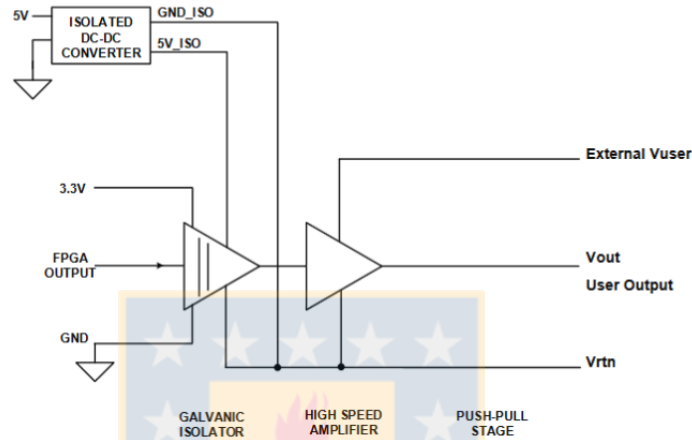 5V
ISOLATED
DC-DC
CONVERTER
GND_ISO
5V_ISO
External Vuser
3.3V
FPGA
OUTPUT
Vout
User Output
GND
Vrtn
GALVANIC
ISOLATOR
HIGH SPEED
AMPLIFIER
PUSH-PULL
STAGE